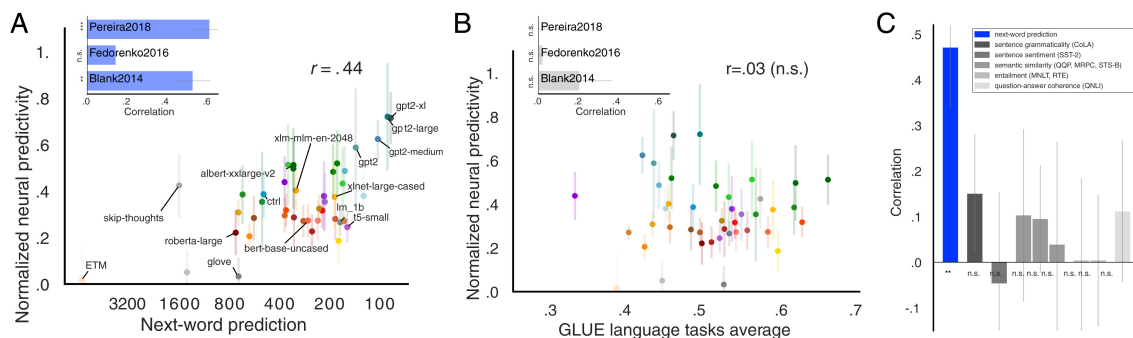 A
***
Pereira2018
n.s.
Fedorenko2016
**
Blank2014
.0 .2 .4 .6
Correlation
r = . 44
Normalized neural predictivity
1.
.8
.6
.4
.2
.0
gpt2-xl
gpt2-large
gpt2-medium
gpt2
xlm-mlm-en-2048
albert-xxlarge-v2
ctrl
xlnet-large-cased
skip-thoughts
lm_1b
t5-small
roberta-large
bert-base-uncased
glove
ETM
3200 1600 800 400 200 100
Next-word prediction
B
n.s.
Pereira2018
n.s.
Fedorenko2016
n.s.
Blank2014
.0 .2 .4 .6
Correlation
r=.03 (n.s.)
Normalized neural predictivity
1.
.8
.6
.4
.2
.0
.3 .4 .5 .6 .7
GLUE language tasks average
C
next-word prediction
sentence grammaticality (CoLA)
sentence sentiment (SST-2)
semantic similarity (QQP, MRPC, STS-B)
entailment (MNLT, RTE)
question-answer coherence (QNLI)
Correlation
.5
.4
.3
.2
.1
.0
-.1
** n.s. n.s. n.s. n.s. n.s. n.s. n.s. n.s.